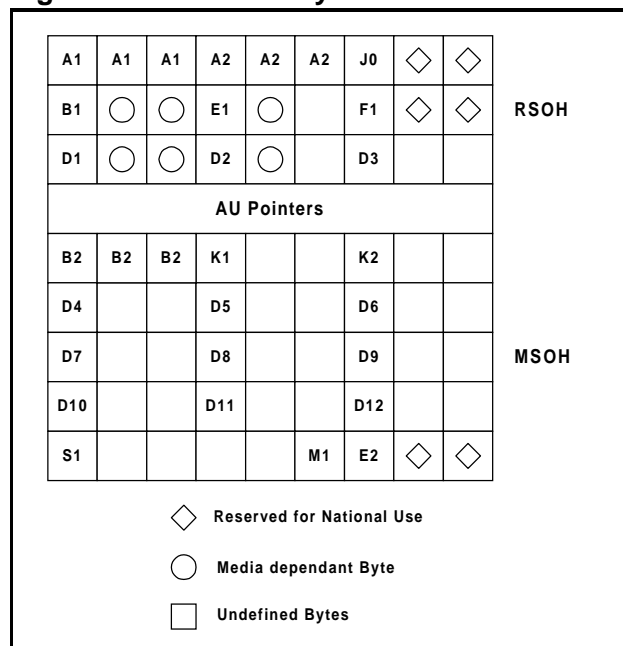 A1 A1 A1 A2 A2 A2 J0
B1 E1 F1 RSOH
D1 D2 D3
AU Pointers
B2 B2 B2 K1 K2
D4 D5 D6
D7 D8 D9 MSOH
D10 D11 D12
S1 M1 E2
Reserved for National Use
Media dependant Byte
Undefined Bytes